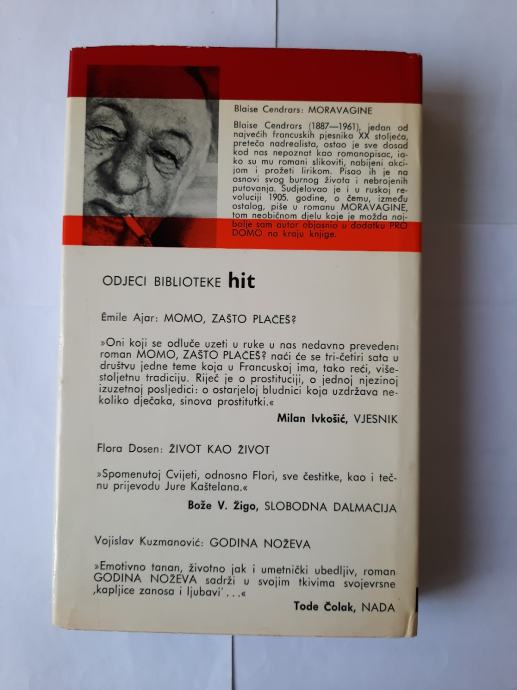 Blaise Cendrars: MORAVAGINE
Blaise Cendrars (1887—1961), jedan od
najvećih francuskih pjesnika XX stoljeća,
preteča nadrealista, ostao je sve dosad
kod nas nepoznat kao romanopisac, ia-
ko su mu romani slikoviti, nabijeni akci-
jom i prožeti lirikom. Pisao ih je na
osnovi svog burnog života i nebrojenih
putovanja. Sudjelovao je i u ruskoj re-
voluciji 1905. godine, o čemu, između
ostalog, piše u romanu MORAVAGINE,
tom neobičnom djelu koje je možda naj-
bolje sam autor objasnio u dodatku PRO
DOMO na kraju knjige.
ODJECI BIBLIOTEKE hit
Émile Ajar: MOMO, ZAŠTO PLAČEŠ?
»Oni koji se odluče uzeti u ruke u nas nedavno prevedeni
roman MOMO, ZAŠTO PLAČEŠ? naći će se tri-četiri sata u
društvu jedne teme koja u Francuskoj ima, tako reći, više-
stoljetnu tradiciju. Riječ je o prostituciji, o jednoj njezinoj
izuzetnoj posljedici: o ostarjeloj bludnici koja uzdržava ne-
koliko dječaka, sinova prostitutki.«
Milan Ivkošić, VJESNIK
Flora Dosen: ŽIVOT KAO ŽIVOT
»Spomenutoj Cvijeti, odnosno Flori, sve čestitke, kao i teč-
nu prijevodu Jure Kaštelana.«
Bože V. Žigo, SLOBODNA DALMACIJA
Vojislav Kuzmanović: GODINA NOŽEVA
»Emotivno tanan, životno jak i umetnički ubedljiv, roman
GODINA NOŽEVA sadrži u svojim tkivima svojevrsne
‚kapljice zanosa i ljubavi' . . .«
Tode Čolak, NADA